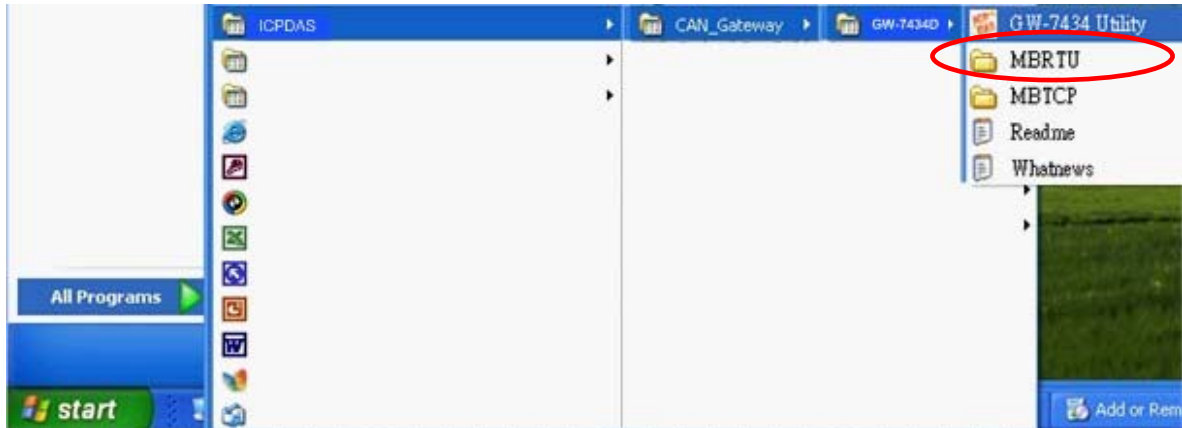 ICPDAS
CAN_Gateway
GW-7434D
GW-7434 Utility
MBRTU
MBTCP
Readme
Whatnews
All Programs
start
Add or Rem